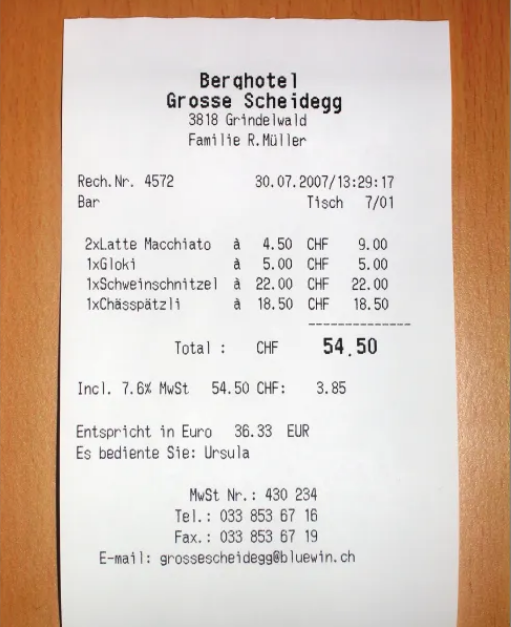 Berghotel
Grosse Scheidegg
3818 Grindelwald
Familie R.Müller
Rech.Nr. 4572 30.07.2007/13:29:17
Bar Tisch 7/01
2xLatte Macchiato à 4.50 CHF 9.00
1xGloki à 5.00 CHF 5.00
1xSchweinschnitzel à 22.00 CHF 22.00
1xChässpätzli à 18.50 CHF 18.50
--------------
Total : CHF 54.50
Incl. 7.6% MwSt 54.50 CHF: 3.85
Entspricht in Euro 36.33 EUR
Es bediente Sie: Ursula
MwSt Nr.: 430 234
Tel.: 033 853 67 16
Fax.: 033 853 67 19
E-mail: grossescheidegg@bluewin.ch